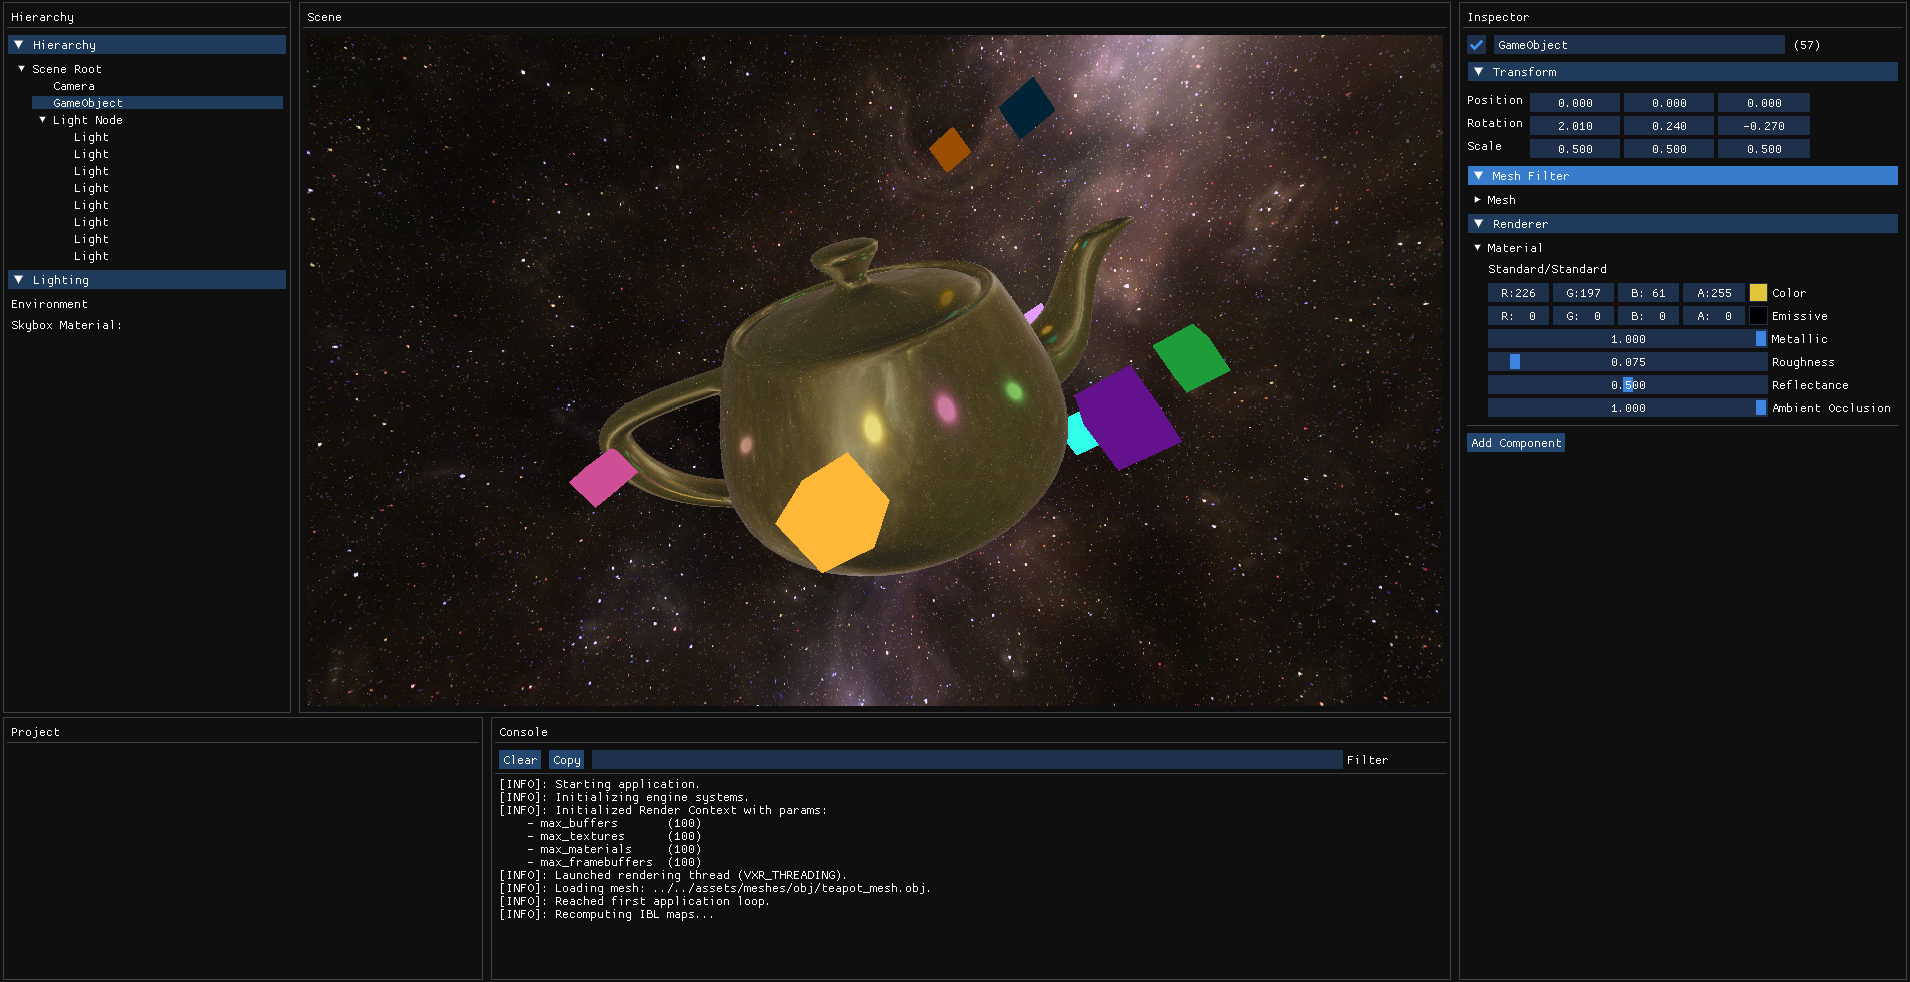 Hierarchy
Hierarchy
Scene Root
Camera
GameObject
Light Node
Light
Light
Light
Light
Light
Light
Light
Light
Lighting
Environment
Skybox Material:
Scene
Inspector
GameObject (57)
Transform
Position 0.000 0.000 0.000
Rotation 2.010 0.240 -0.270
Scale 0.500 0.500 0.500
Mesh Filter
Mesh
Renderer
Material
Standard/Standard
R:226 G:197 B: 61 A:255 Color
R: 0 G: 0 B: 0 A: 0 Emissive
1.000 Metallic
0.075 Roughness
0.500 Reflectance
1.000 Ambient Occlusion
Add Component
Project
Console
Clear Copy Filter
[INFO]: Starting application.
[INFO]: Initializing engine systems.
[INFO]: Initialized Render Context with params:
- max_buffers (100)
- max_textures (100)
- max_materials (100)
- max_framebuffers (100)
[INFO]: Launched rendering thread (VXR_THREADING).
[INFO]: Loading mesh: ../../assets/meshes/obj/teapot_mesh.obj.
[INFO]: Reached first application loop.
[INFO]: Recomputing IBL maps...